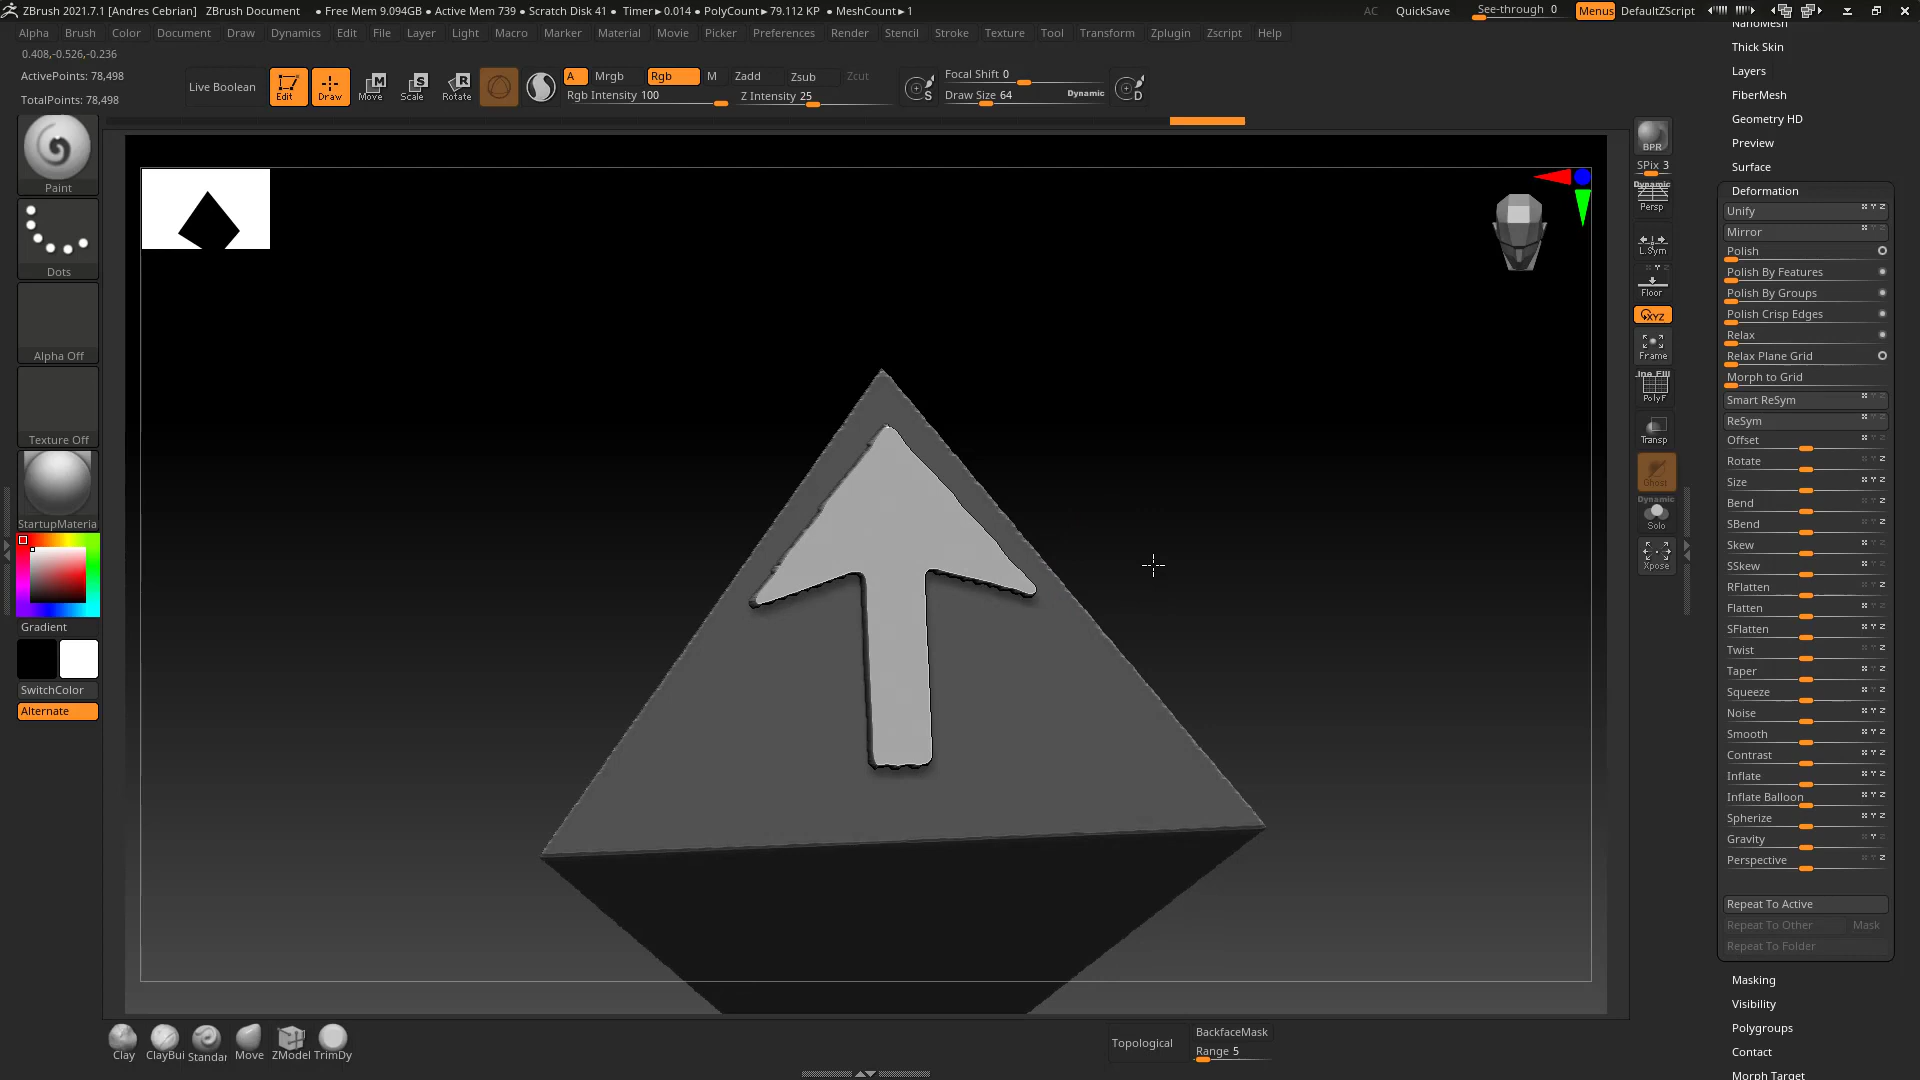 ZBrush 2021.7.1 [Andres Cebrian] ZBrush Document • Free Mem 9.094GB • Active Mem 739 • Scratch Disk 41 • Timer▸0.014 • PolyCount▸79.112 KP • MeshCount▸1
AC QuickSave See-through 0 Menus DefaultZScript
Alpha Brush Color Document Draw Dynamics Edit File Layer Light Macro Marker Material Movie Picker Preferences Render Stencil Stroke Texture Tool Transform Zplugin Zscript Help
0.408,-0.526,-0.236
ActivePoints: 78,498
TotalPoints: 78,498
Live Boolean
Edit
Draw
Move
Scale
Rotate
A Mrgb Rgb M Zadd Zsub Zcut
Rgb Intensity 100 Z Intensity 25
S
Focal Shift 0
Draw Size 64 Dynamic
D
Paint
Dots
Alpha Off
Texture Off
StartupMateria
Gradient
SwitchColor
Alternate
BPR
SPix 3
Dynamic
Persp
L.Sym
Floor
XYZ
Frame
Line Fill
PolyF
Transp
Ghost
Dynamic
Solo
Xpose
NanoMesh
Thick Skin
Layers
FiberMesh
Geometry HD
Preview
Surface
Deformation
Unify
Mirror
Polish
Polish By Features
Polish By Groups
Polish Crisp Edges
Relax
Relax Plane Grid
Morph to Grid
Smart ReSym
ReSym
Offset
Rotate
Size
Bend
SBend
Skew
SSkew
RFlatten
Flatten
SFlatten
Twist
Taper
Squeeze
Noise
Smooth
Contrast
Inflate
Inflate Balloon
Spherize
Gravity
Perspective
Repeat To Active
Repeat To Other Mask
Repeat To Folder
Masking
Visibility
Polygroups
Contact
Morph Target
Clay ClayBui Standar Move ZModel TrimDy
Topological
BackfaceMask
Range 5